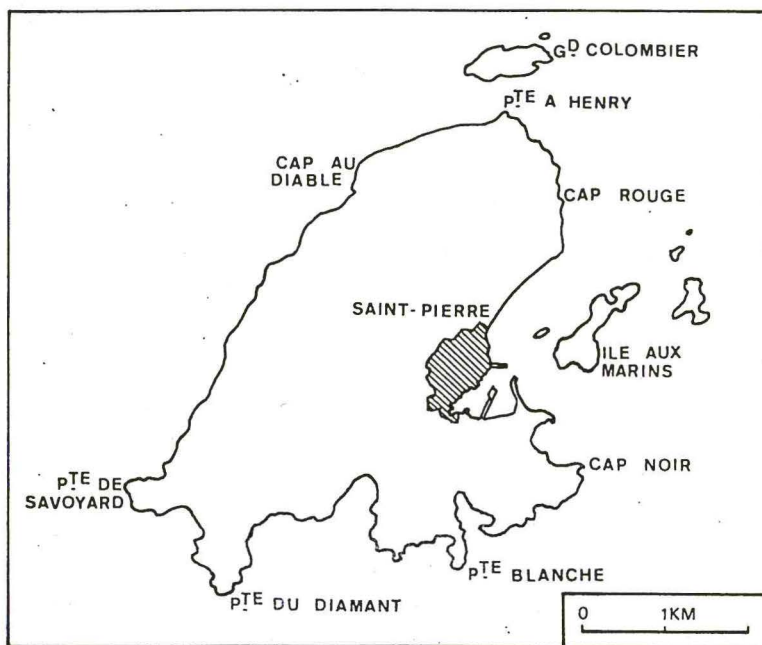 GD COLOMBIER
PTE A HENRY
CAP AU
DIABLE
CAP ROUGE
SAINT-PIERRE
ILE AUX
MARINS
CAP NOIR
PTE DE
SAVOYARD
PTE BLANCHE
PTE DU DIAMANT
0 1KM